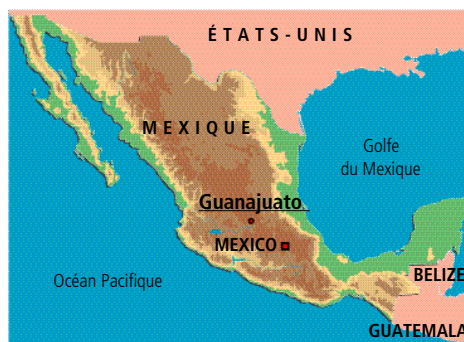 ÉTATS-UNIS
MEXIQUE
Golfe
du Mexique
Guanajuato
MEXICO
Océan Pacifique
BELIZE
GUATEMALA